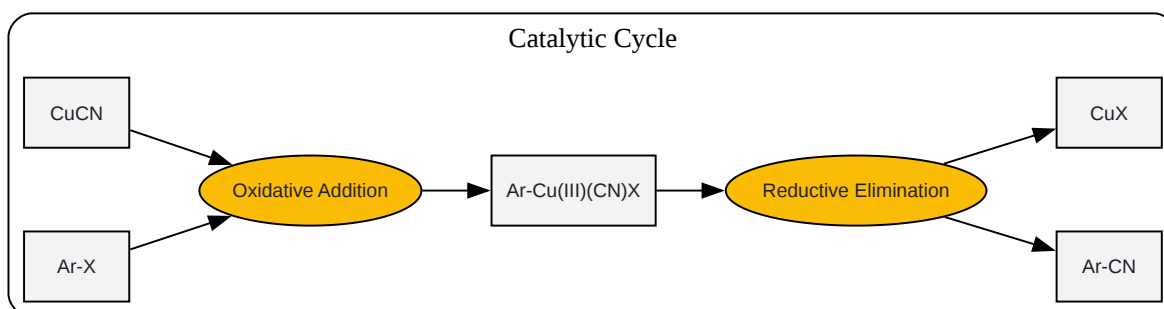 Catalytic Cycle
CuCN
CuX
Oxidative Addition
Ar-Cu(III)(CN)X
Reductive Elimination
Ar-X
Ar-CN